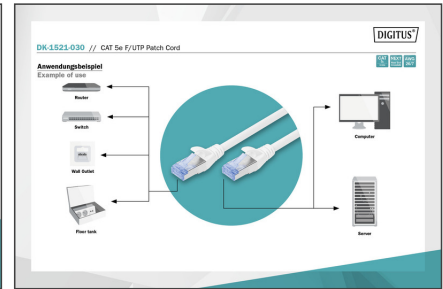 DIGITUS®
DK-1521-030 // CAT 5e F/UTP Patch Cord
Anwendungsbeispiel
Example of use
Router
Switch
Wall Outlet
Floor tank
Computer
Server